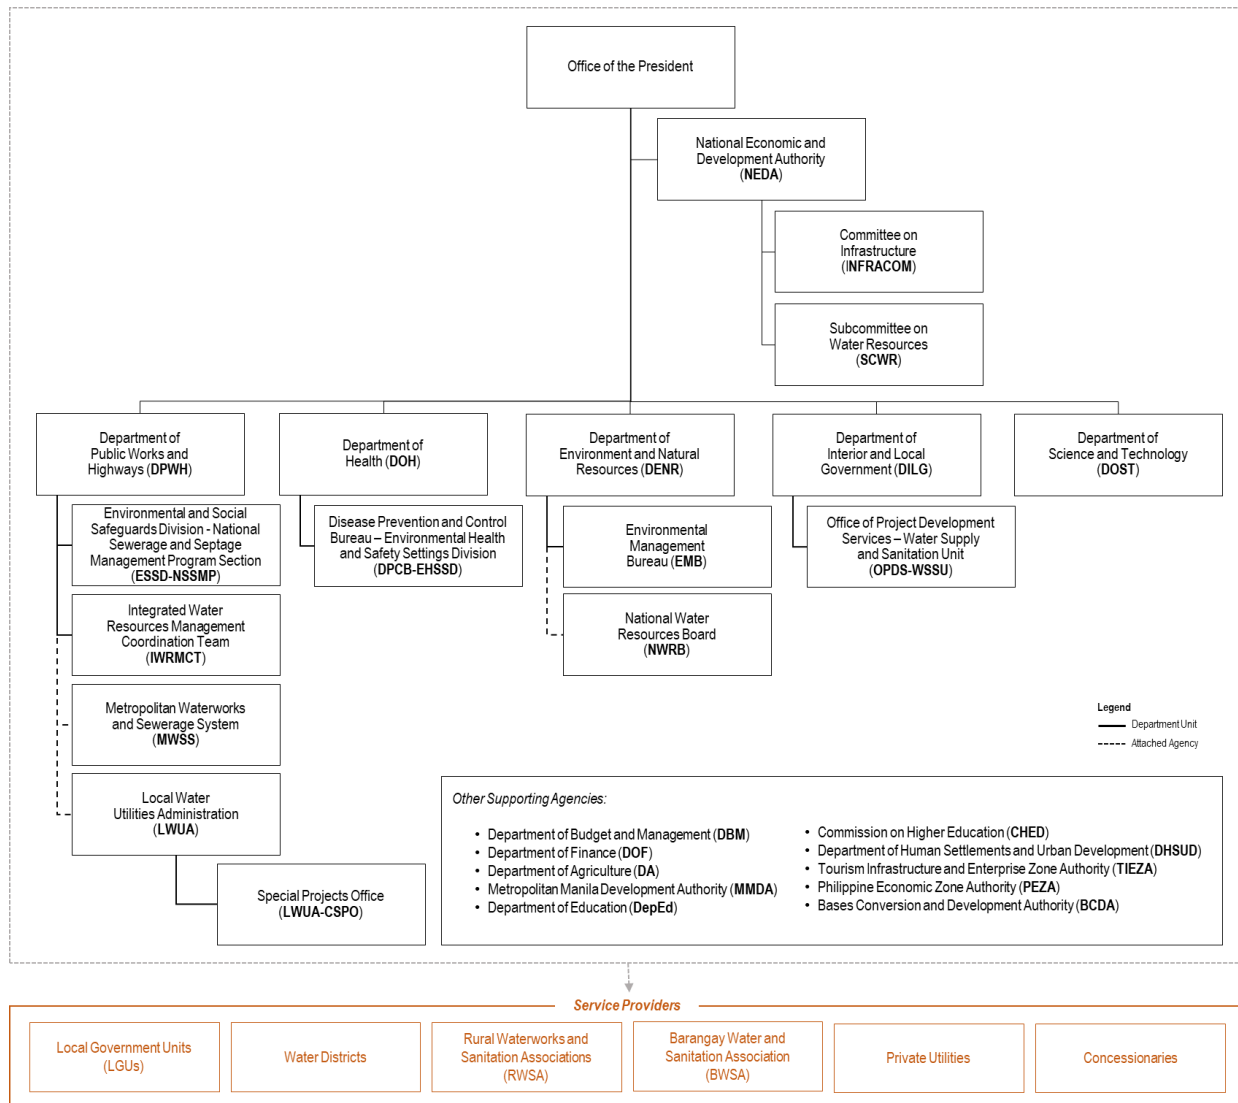 Office of the President
National Economic and
Development Authority
(NEDA)
Committee on
Infrastructure
(INFRACOM)
Subcommittee on
Water Resources
(SCWR)
Department of
Public Works and
Highways (DPWH)
Department of
Health (DOH)
Department of
Environment and Natural
Resources (DENR)
Department of
Interior and Local
Government (DILG)
Department of
Science and Technology
(DOST)
Environmental and Social
Safeguards Division - National
Sewerage and Septage
Management Program Section
(ESSD-NSSMP)
Disease Prevention and Control
Bureau – Environmental Health
and Safety Settings Division
(DPCB-EHSSD)
Environmental
Management
Bureau (EMB)
Office of Project Development
Services – Water Supply
and Sanitation Unit
(OPDS-WSSU)
Integrated Water
Resources Management
Coordination Team
(IWRMCT)
National Water
Resources Board
(NWRB)
Metropolitan Waterworks
and Sewerage System
(MWSS)
Legend
Department Unit
Attached Agency
Local Water
Utilities Administration
(LWUA)
Special Projects Office
(LWUA-CSPO)
Other Supporting Agencies:
• Department of Budget and Management (DBM)
• Department of Finance (DOF)
• Department of Agriculture (DA)
• Metropolitan Manila Development Authority (MMDA)
• Department of Education (DepEd)
• Commission on Higher Education (CHED)
• Department of Human Settlements and Urban Development (DHSUD)
• Tourism Infrastructure and Enterprise Zone Authority (TIEZA)
• Philippine Economic Zone Authority (PEZA)
• Bases Conversion and Development Authority (BCDA)
Service Providers
Local Government Units
(LGUs)
Water Districts
Rural Waterworks and
Sanitation Associations
(RWSA)
Barangay Water and
Sanitation Association
(BWSA)
Private Utilities
Concessionaries